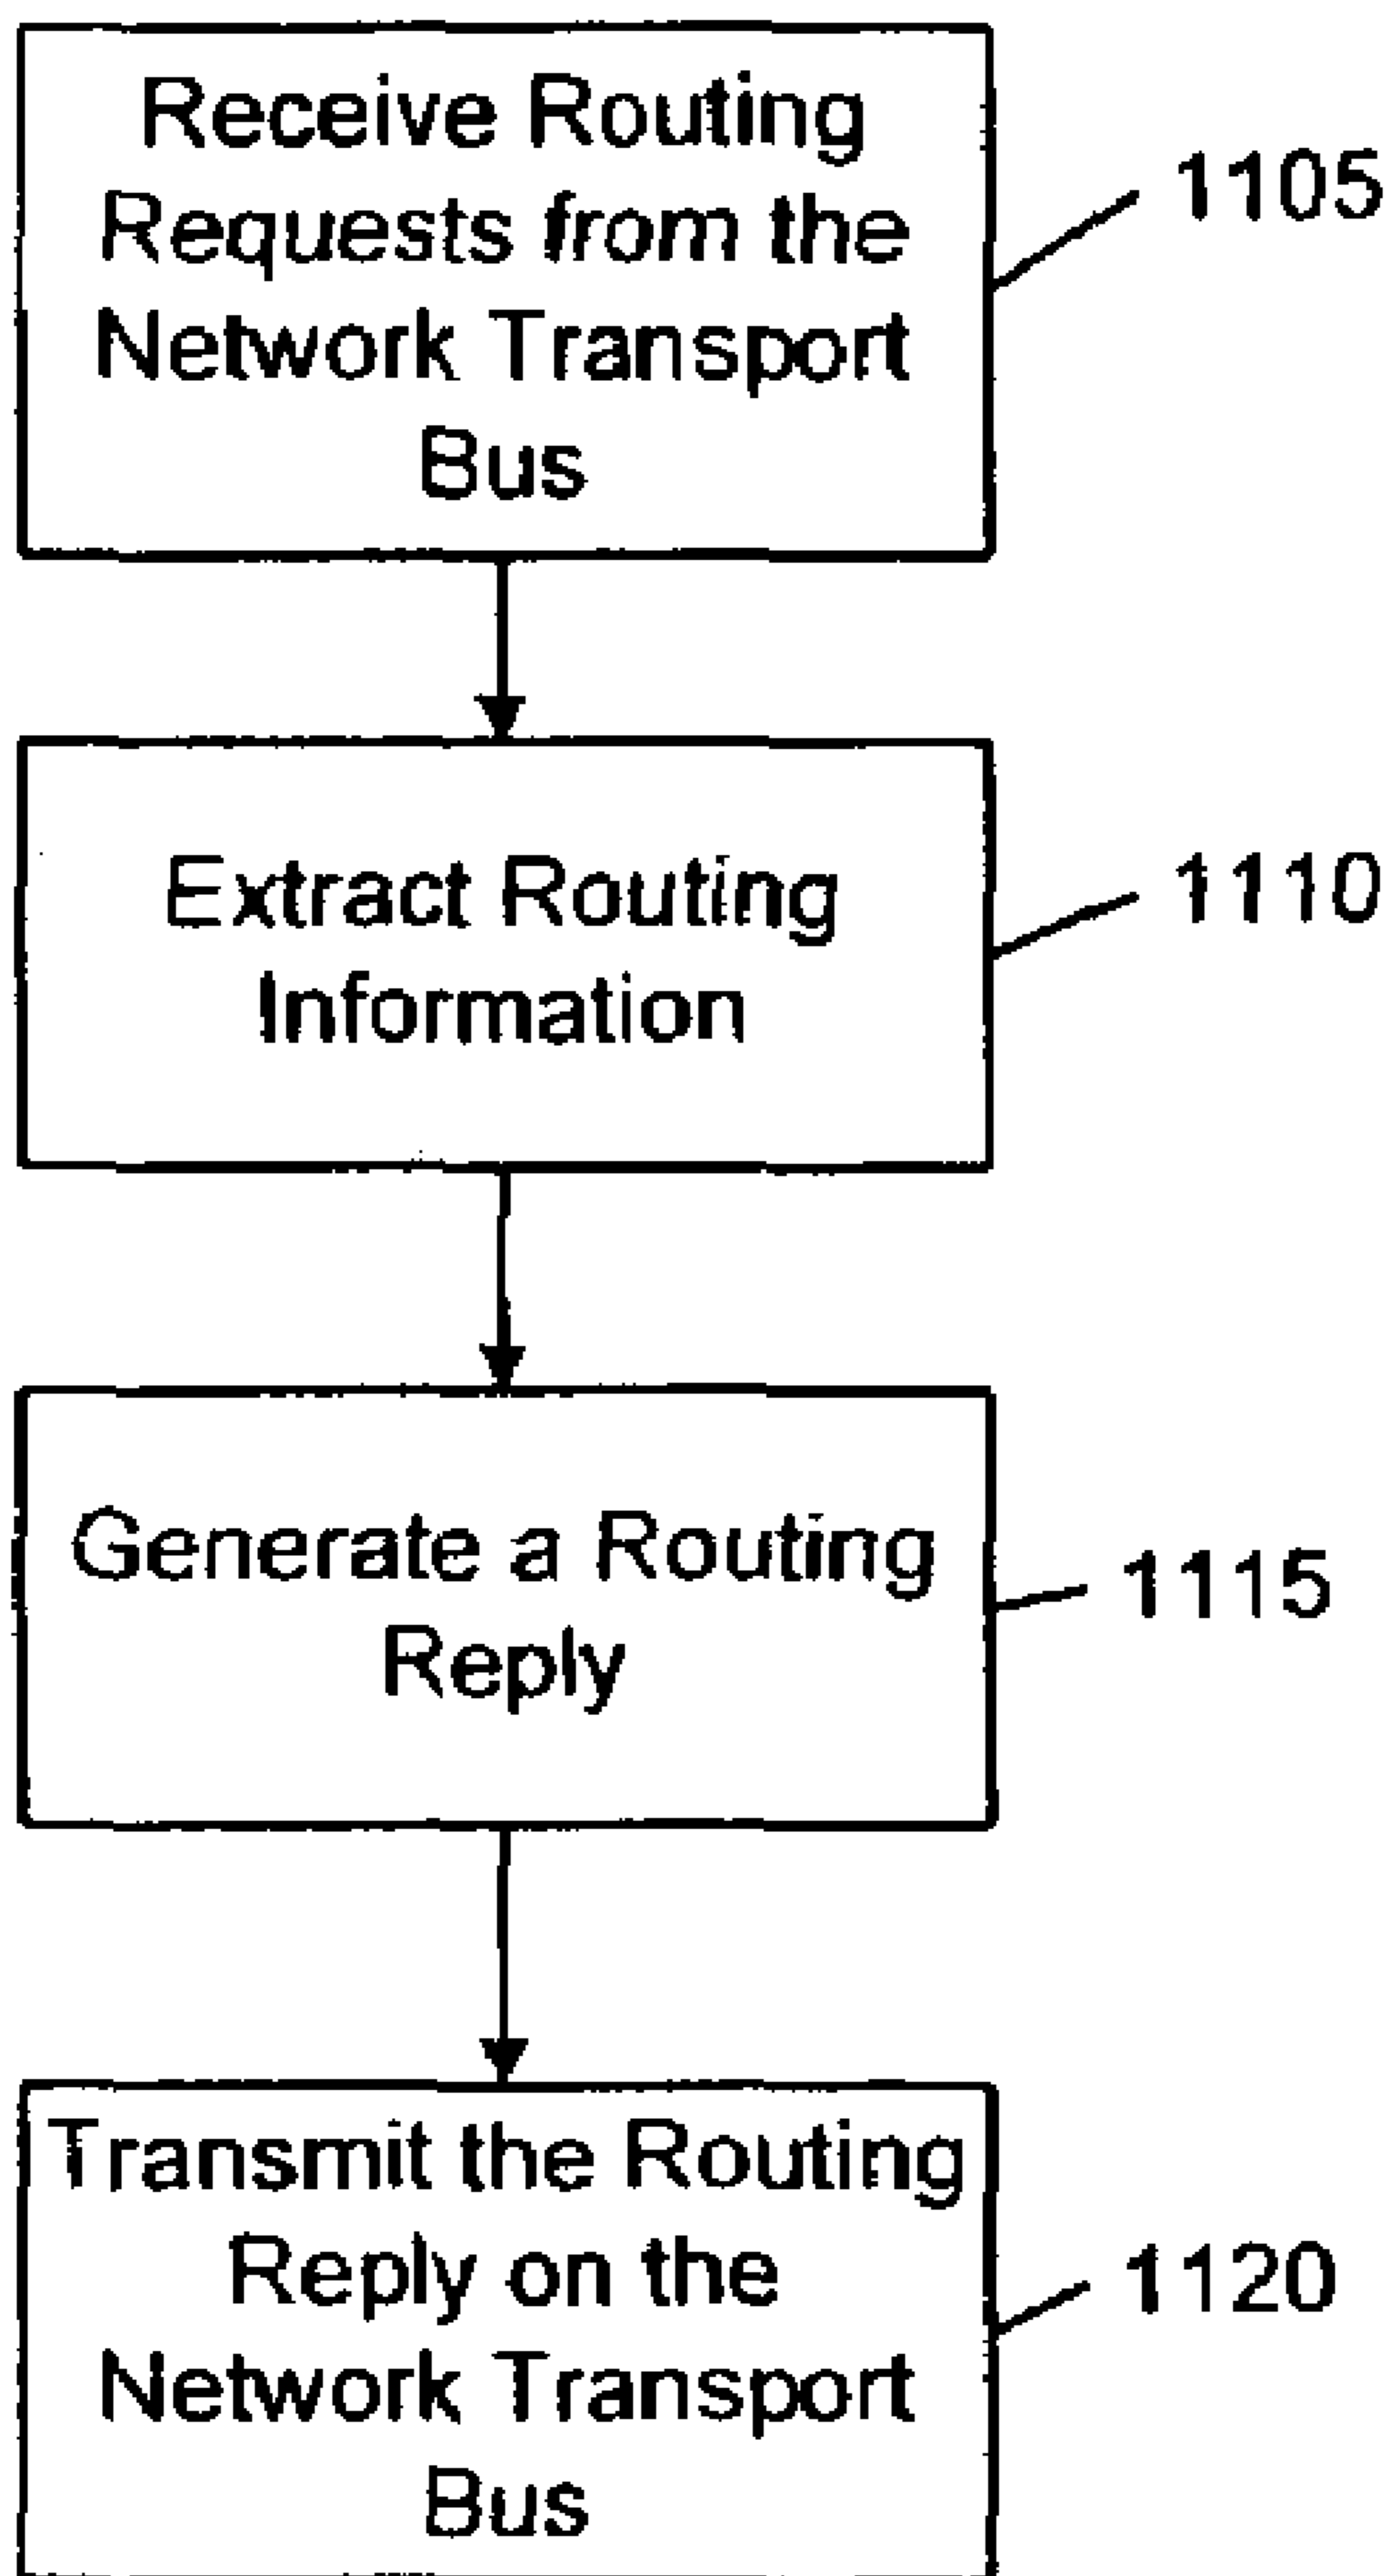 Receive Routing
Requests from the
Network Transport
Bus
1105
Extract Routing
Information
1110
Generate a Routing
Reply
1115
Transmit the Routing
Reply on the
Network Transport
Bus
1120